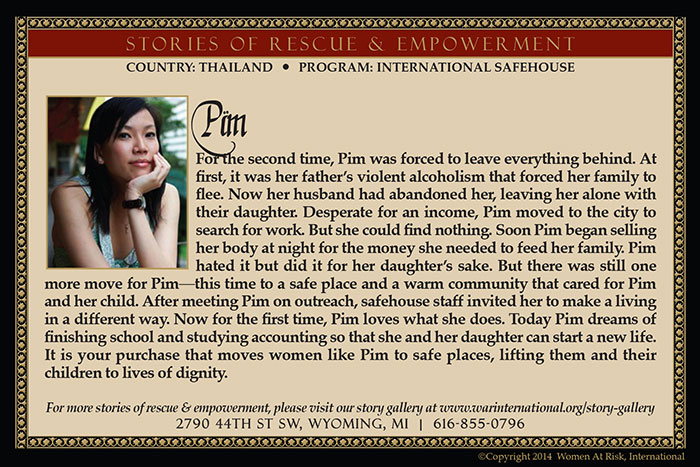 STORIES OF RESCUE & EMPOWERMENT
COUNTRY: THAILAND • PROGRAM: INTERNATIONAL SAFEHOUSE
Pim
For the second time, Pim was forced to leave everything behind. At
first, it was her father's violent alcoholism that forced her family to
flee. Now her husband had abandoned her, leaving her alone with
their daughter. Desperate for an income, Pim moved to the city to
search for work. But she could find nothing. Soon Pim began selling
her body at night for the money she needed to feed her family. Pim
hated it but did it for her daughter's sake. But there was still one
more move for Pim—this time to a safe place and a warm community that cared for Pim
and her child. After meeting Pim on outreach, safehouse staff invited her to make a living
in a different way. Now for the first time, Pim loves what she does. Today Pim dreams of
finishing school and studying accounting so that she and her daughter can start a new life.
It is your purchase that moves women like Pim to safe places, lifting them and their
children to lives of dignity.
For more stories of rescue & empowerment, please visit our story gallery at www.warinternational.org/story-gallery
2790 44TH ST SW, WYOMING, MI | 616-855-0796
©Copyright 2014 Women At Risk, International